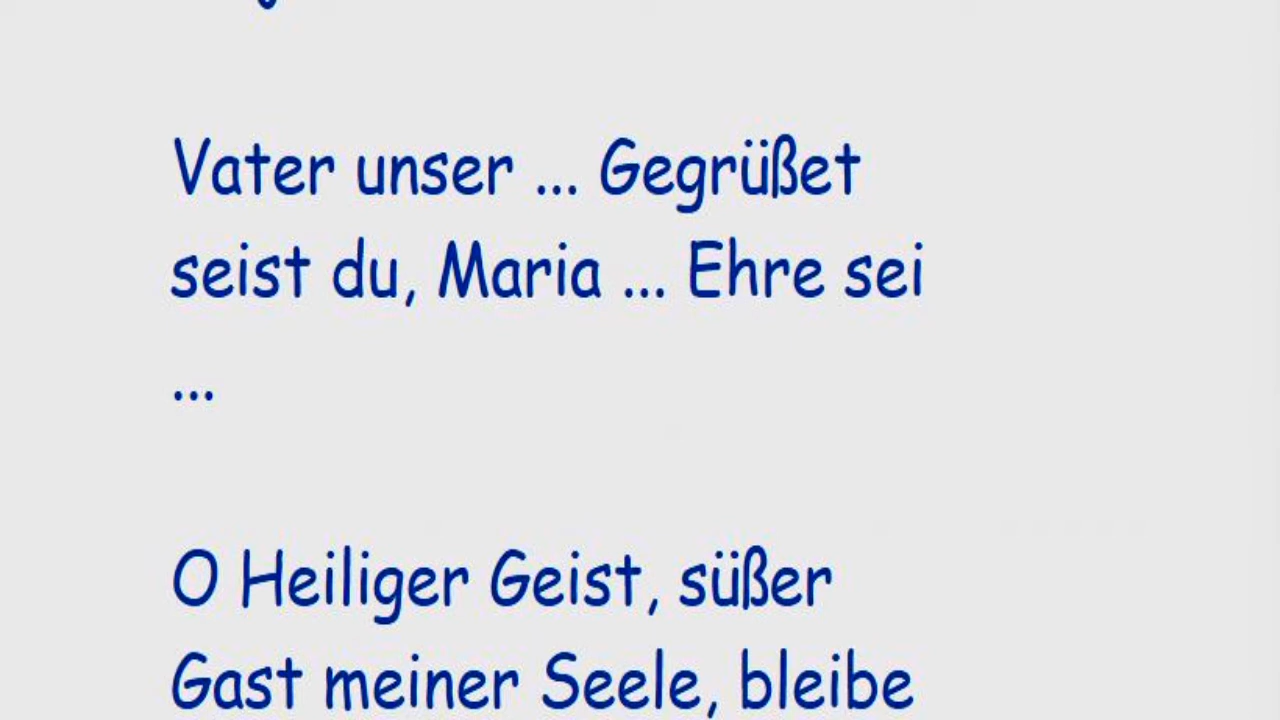 Vater unser ... Gegrüßet
seist du, Maria ... Ehre sei
...
O Heiliger Geist, süßer
Gast meiner Seele, bleibe